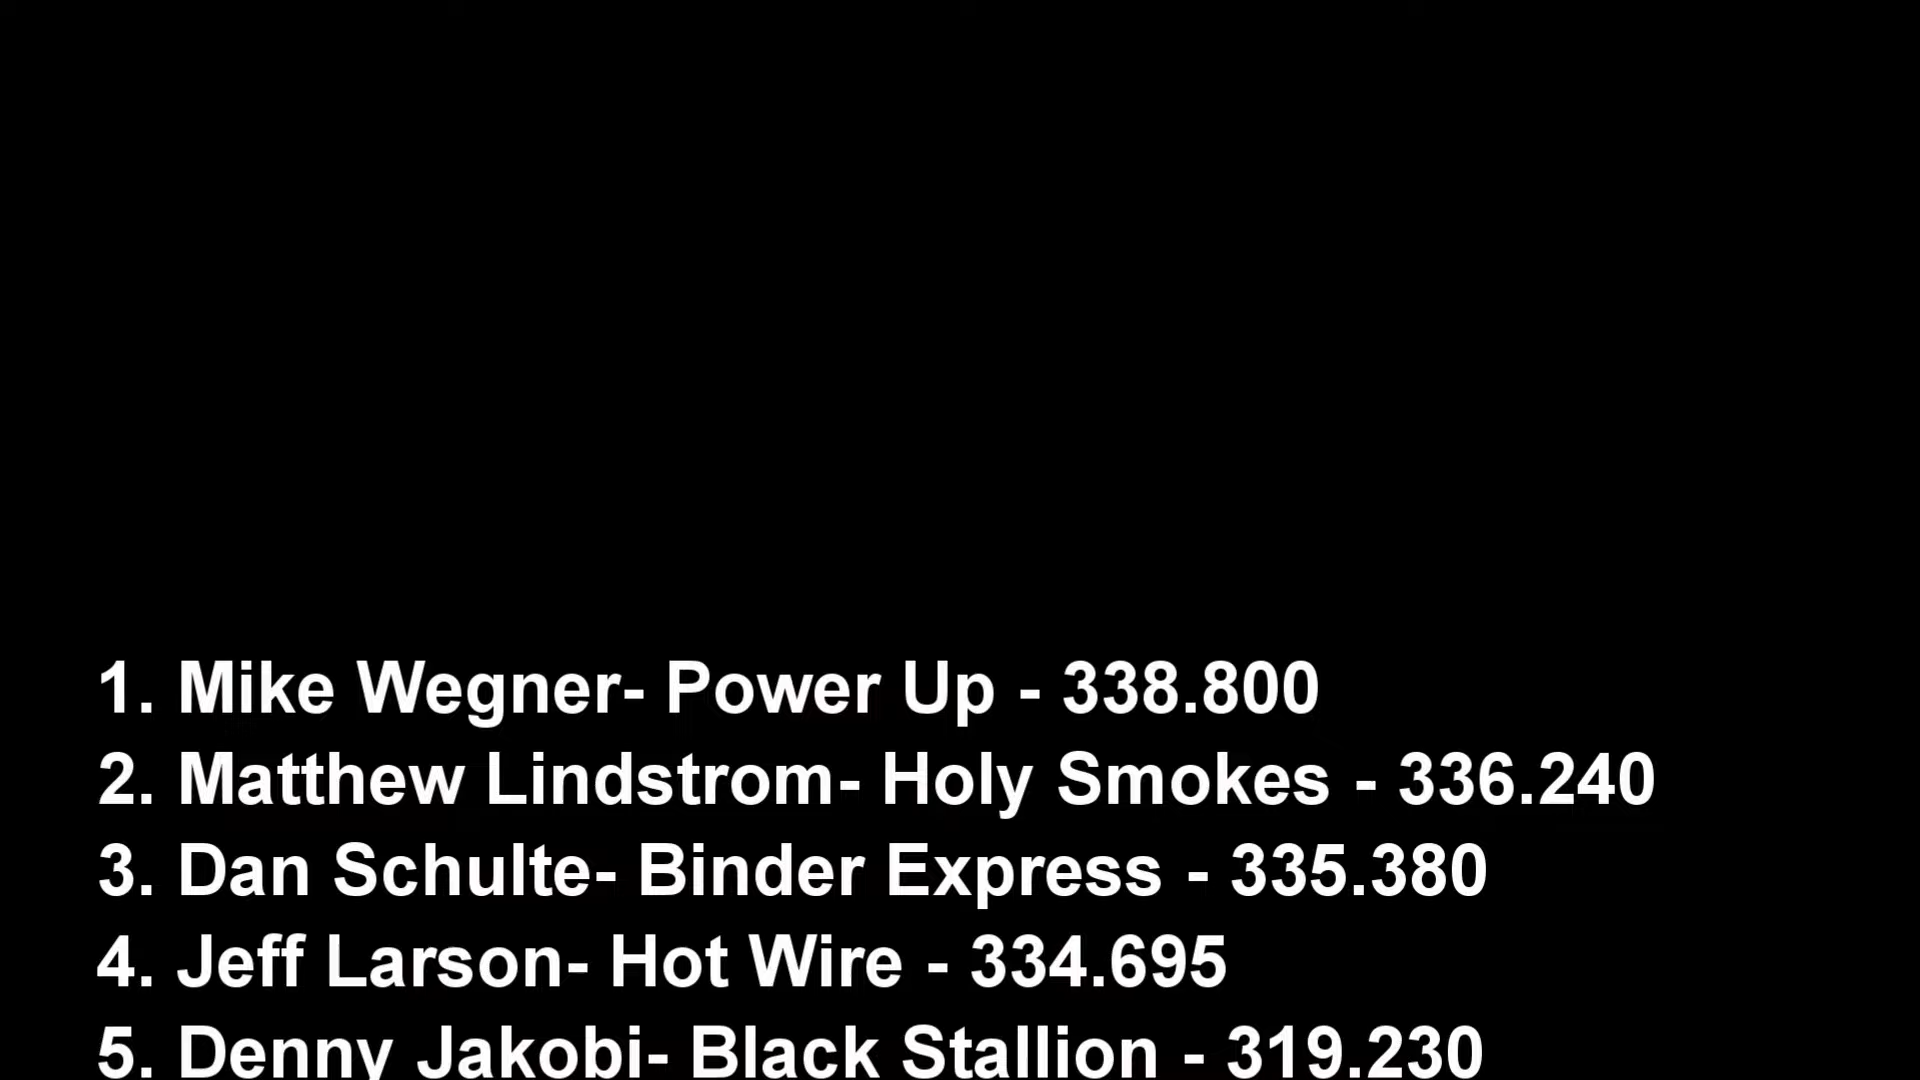 1. Mike Wegner- Power Up - 338.800
2. Matthew Lindstrom- Holy Smokes - 336.240
3. Dan Schulte- Binder Express - 335.380
4. Jeff Larson- Hot Wire - 334.695
5. Denny Jakobi- Black Stallion - 319.230